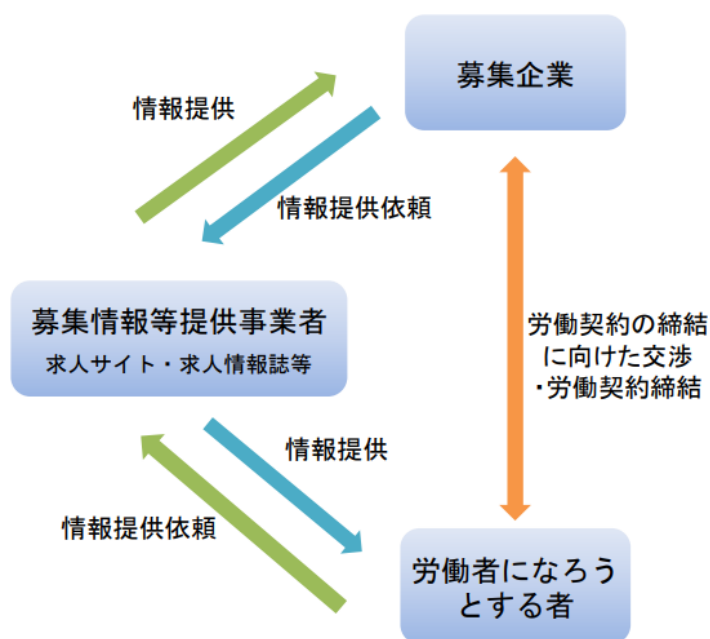 募集企業
情報提供
情報提供依頼
募集情報等提供事業者
求人サイト・求人情報誌等
労働契約の締結
に向けた交渉
・労働契約締結
情報提供
情報提供依頼
労働者になろう
とする者